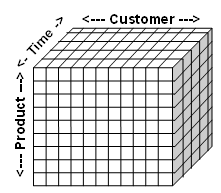 <--- Customer --->
<- Time ->
<--- Product --->